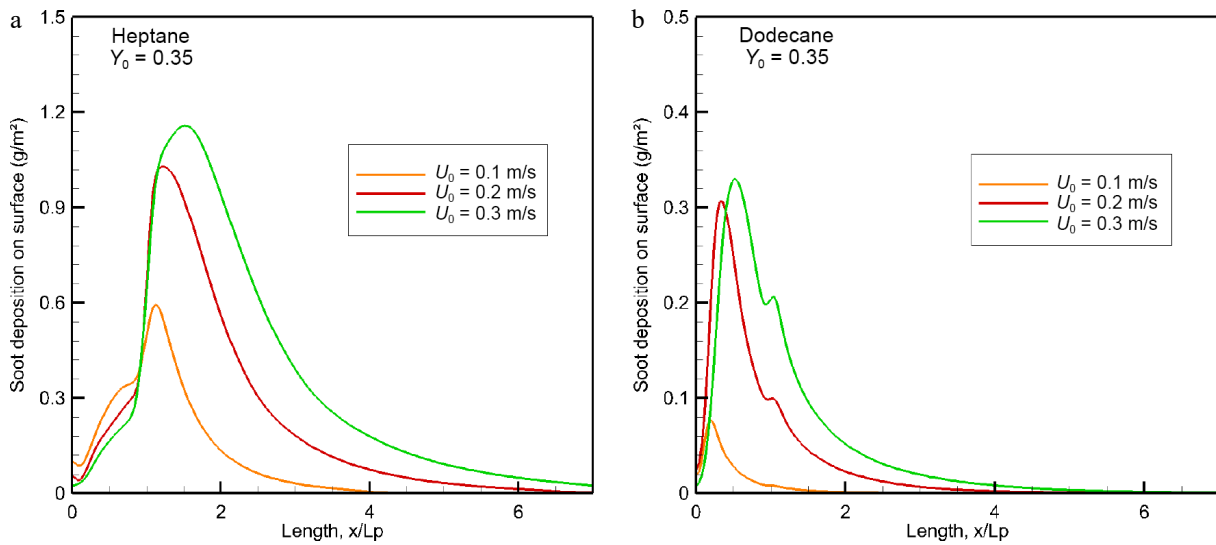 a
Heptane
Y₀ = 0.35
Soot deposition on surface (g/m²)
1.5
1.2
0.9
0.6
0.3
0
U₀ = 0.1 m/s
U₀ = 0.2 m/s
U₀ = 0.3 m/s
0 2 4 6
Length, x/Lp
b
Dodecane
Y₀ = 0.35
Soot deposition on surface (g/m²)
0.5
0.4
0.3
0.2
0.1
0
U₀ = 0.1 m/s
U₀ = 0.2 m/s
U₀ = 0.3 m/s
0 2 4 6
Length, x/Lp